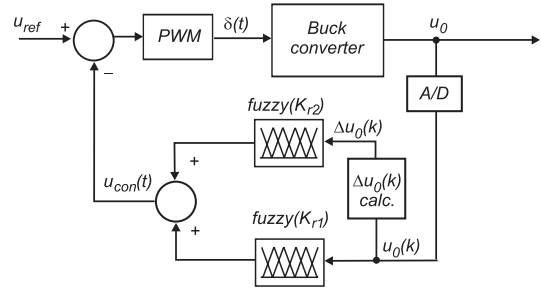 u_ref
+
−
PWM
δ(t)
Buck
converter
u_0
A/D
fuzzy(K_r2)
Δu_0(k)
+
Δu_0(k)
calc.
u_con(t)
fuzzy(K_r1)
+
u_0(k)